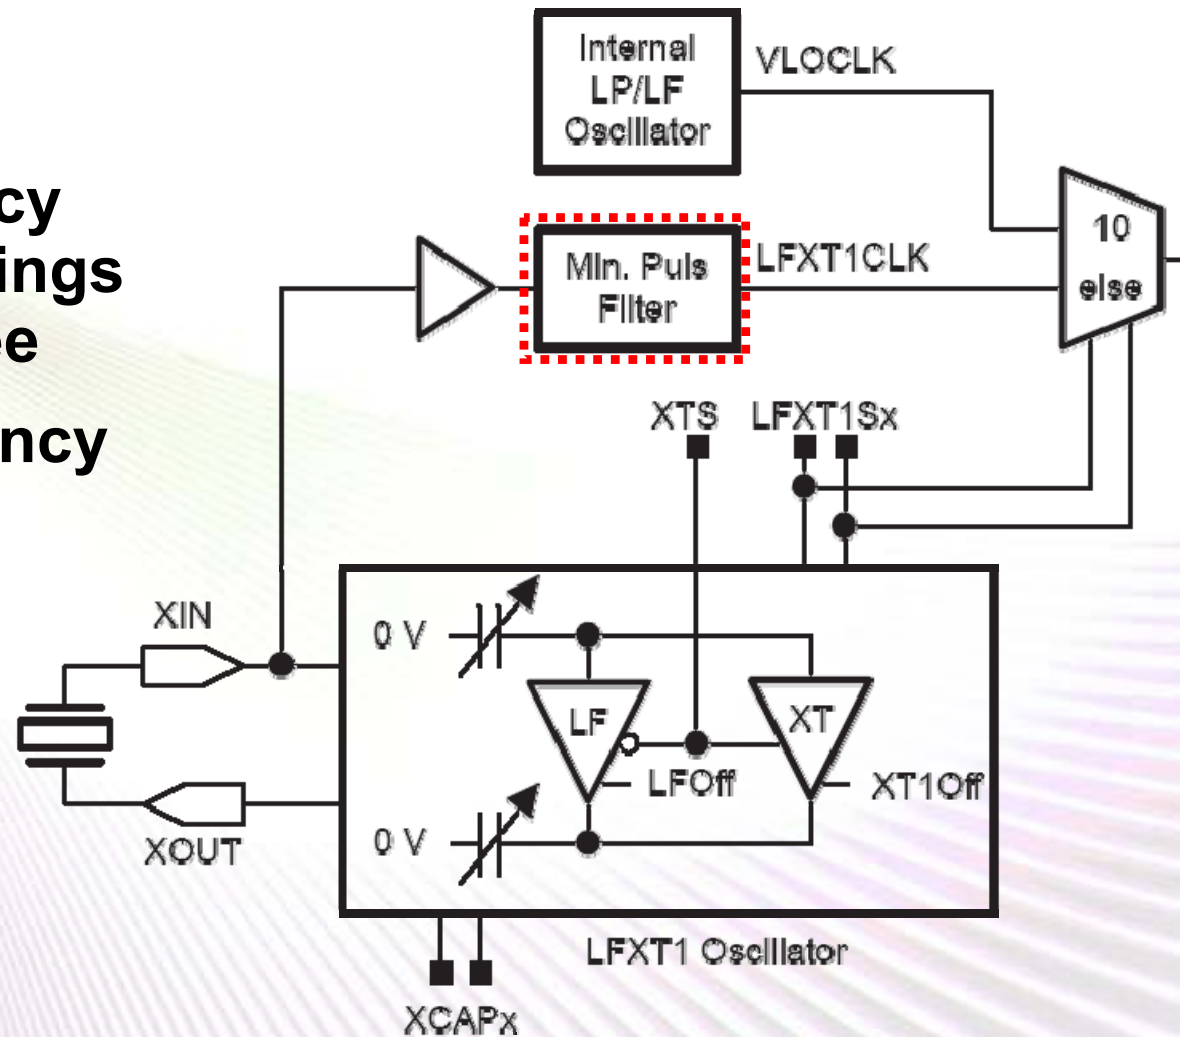 cy
ings
ee
ncy
Internal
LP/LF
Oscillator
VLOCLK
Min. Puls
Filter
LFXT1CLK
10
else
XTS
LFXT1Sx
XIN
0 V
LF
XT
LFOff
XT1Off
0 V
XOUT
LFXT1 Oscillator
XCAPx